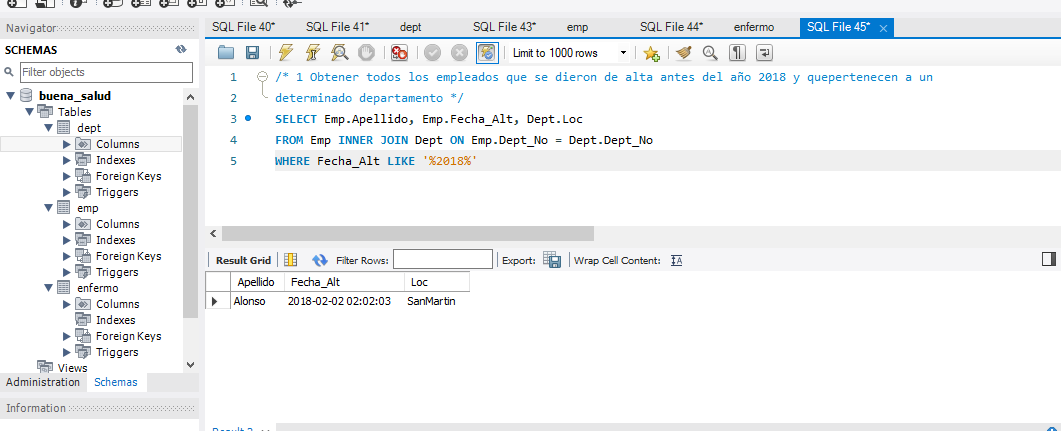 Navigator
SQL File 40* SQL File 41* dept SQL File 43* emp SQL File 44* enfermo SQL File 45*
SCHEMAS
Filter objects
Limit to 1000 rows
buena_salud
Tables
dept
Columns
Indexes
Foreign Keys
Triggers
emp
Columns
Indexes
Foreign Keys
Triggers
enfermo
Columns
Indexes
Foreign Keys
Triggers
Views
Administration Schemas
Information
1 /* 1 Obtener todos los empleados que se dieron de alta antes del año 2018 y quepertenecen a un
2 determinado departamento */
3 SELECT Emp.Apellido, Emp.Fecha_Alt, Dept.Loc
4 FROM Emp INNER JOIN Dept ON Emp.Dept_No = Dept.Dept_No
5 WHERE Fecha_Alt LIKE '%2018%'
Result Grid Filter Rows: Export: Wrap Cell Content:
Apellido Fecha_Alt Loc
Alonso 2018-02-02 02:02:03 SanMartin